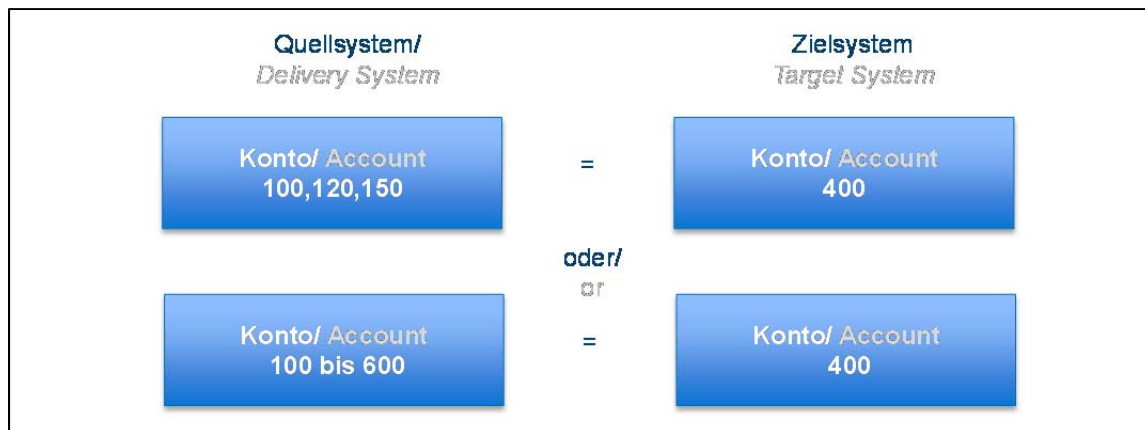 Quellsystem/
Delivery System
Zielsystem
Target System
Konto/ Account
100,120,150
=
Konto/ Account
400
oder/
or
Konto/ Account
100 bis 600
=
Konto/ Account
400